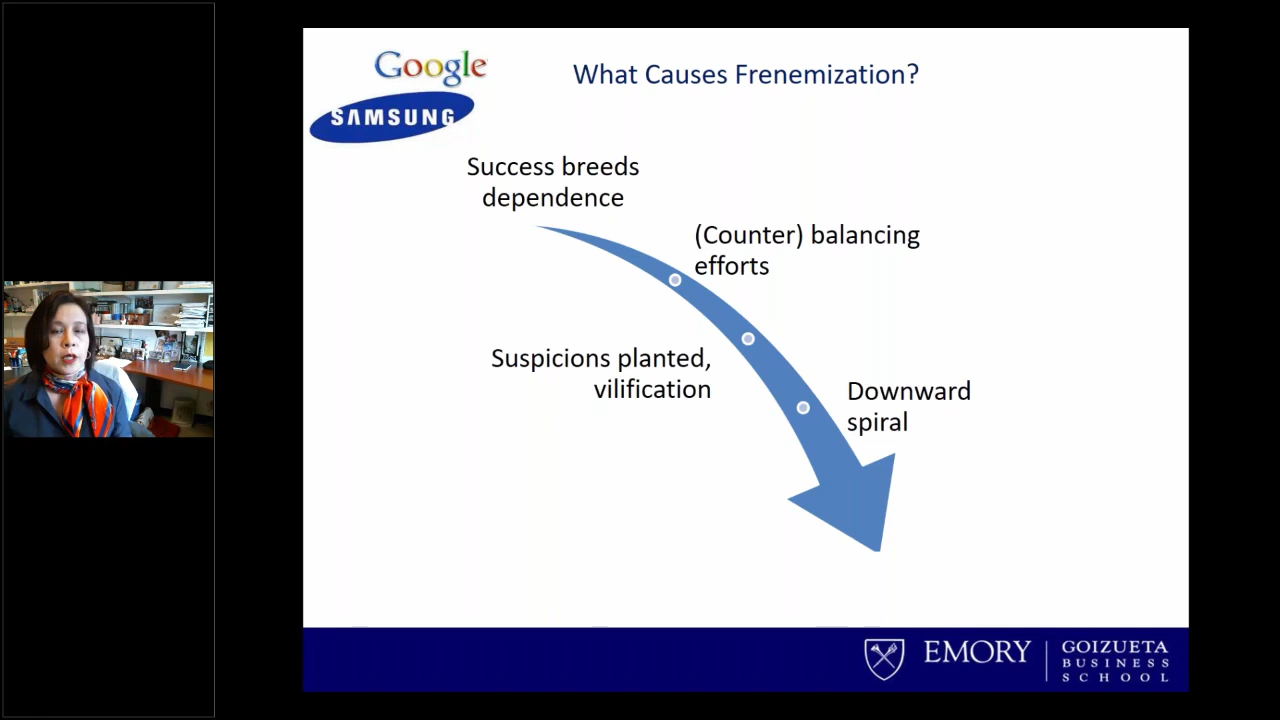 Google
SAMSUNG
What Causes Frenemization?
Success breeds
dependence
(Counter) balancing
efforts
Suspicions planted,
vilification
Downward
spiral
EMORY
GOIZUETA
BUSINESS
SCHOOL